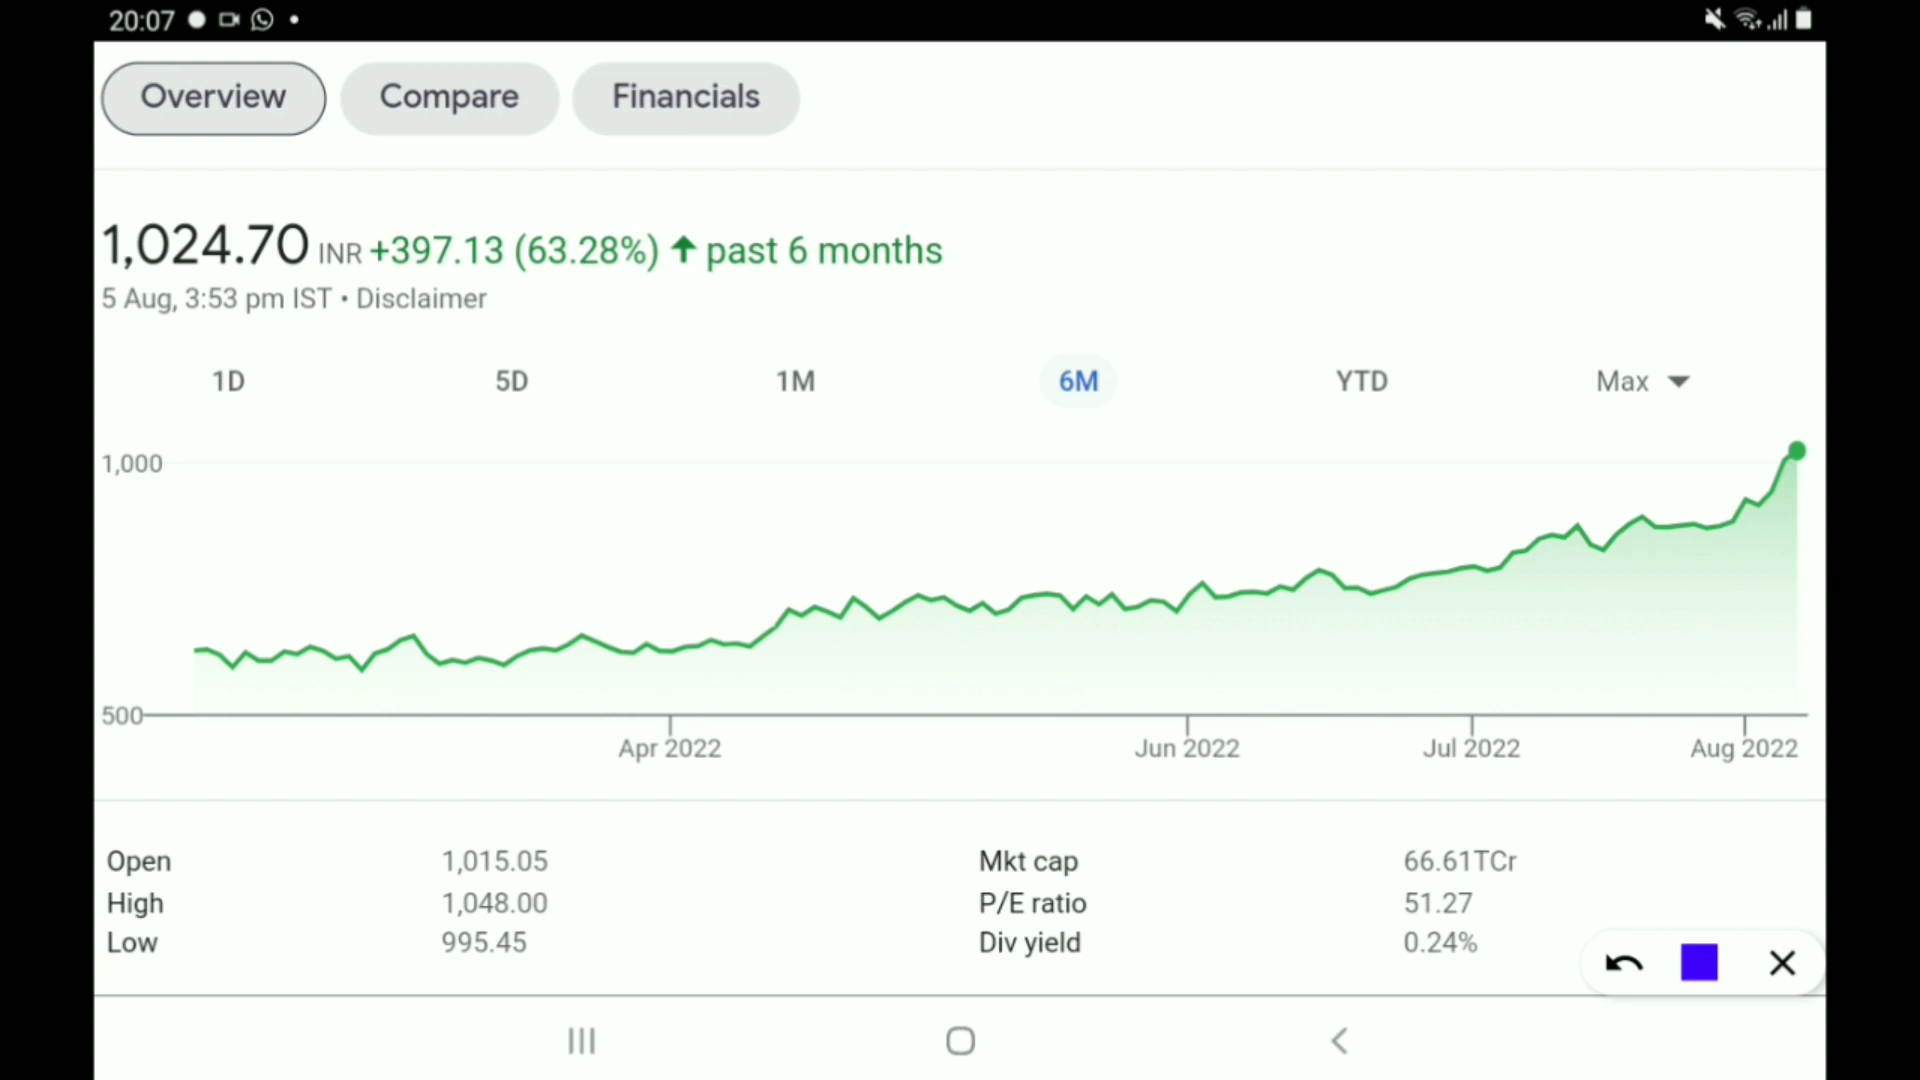 20:07
Overview Compare Financials
1,024.70 INR +397.13 (63.28%) ↑ past 6 months
5 Aug, 3:53 pm IST • Disclaimer
1D 5D 1M 6M YTD Max
1,000
500
Apr 2022 Jun 2022 Jul 2022 Aug 2022
Open 1,015.05 Mkt cap 66.61TCr
High 1,048.00 P/E ratio 51.27
Low 995.45 Div yield 0.24%